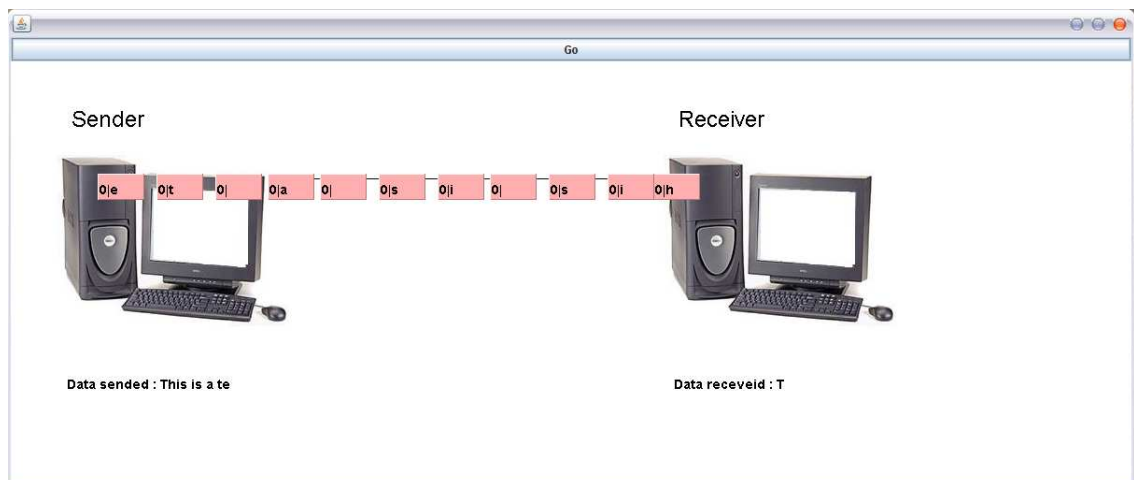 Go
Sender Receiver
0|e 0|t 0| 0|a 0| 0|s 0|i 0| 0|s 0|i 0|h
Data sended : This is a te Data receveid : T